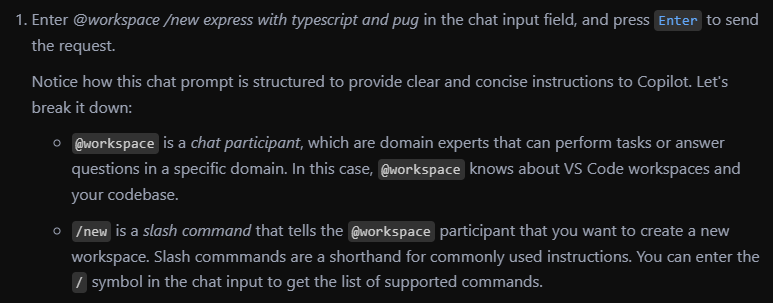 1. Enter @workspace /new express with typescript and pug in the chat input field, and press Enter to send
the request.
Notice how this chat prompt is structured to provide clear and concise instructions to Copilot. Let's
break it down:
@workspace is a chat participant, which are domain experts that can perform tasks or answer
questions in a specific domain. In this case, @workspace knows about VS Code workspaces and
your codebase.
/new is a slash command that tells the @workspace participant that you want to create a new
workspace. Slash commmands are a shorthand for commonly used instructions. You can enter the
/ symbol in the chat input to get the list of supported commands.